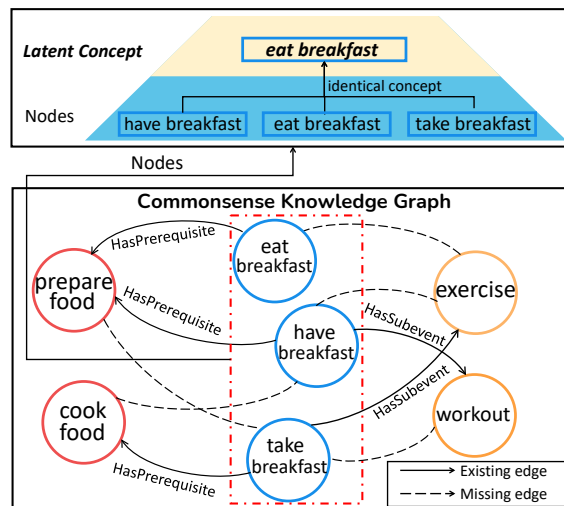 Latent Concept
eat breakfast
identical concept
Nodes
have breakfast
eat breakfast
take breakfast
Nodes
Commonsense Knowledge Graph
HasPrerequisite
eat
breakfast
prepare
food
exercise
HasPrerequisite
have
breakfast
HasSubevent
HasSubevent
cook
food
workout
take
breakfast
HasPrerequisite
Existing edge
Missing edge